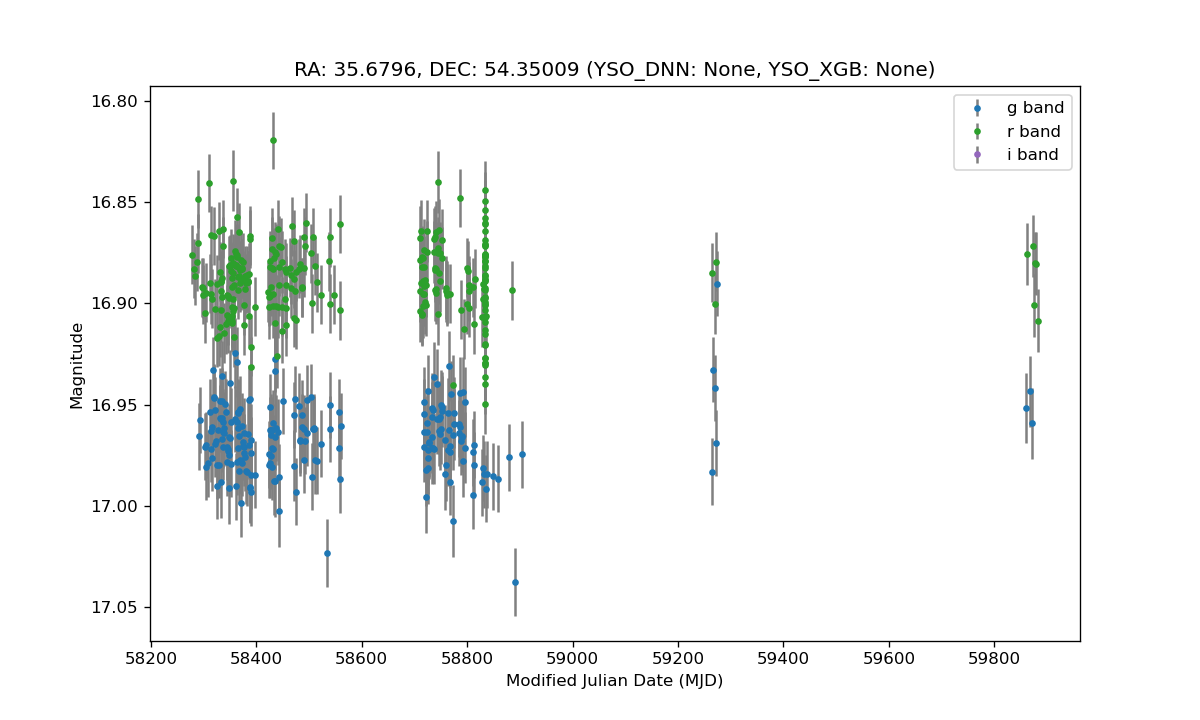 RA: 35.6796, DEC: 54.35009 (YSO_DNN: None, YSO_XGB: None)
g band
r band
i band
16.80
16.85
16.90
16.95
17.00
17.05
Magnitude
58200 58400 58600 58800 59000 59200 59400 59600 59800
Modified Julian Date (MJD)